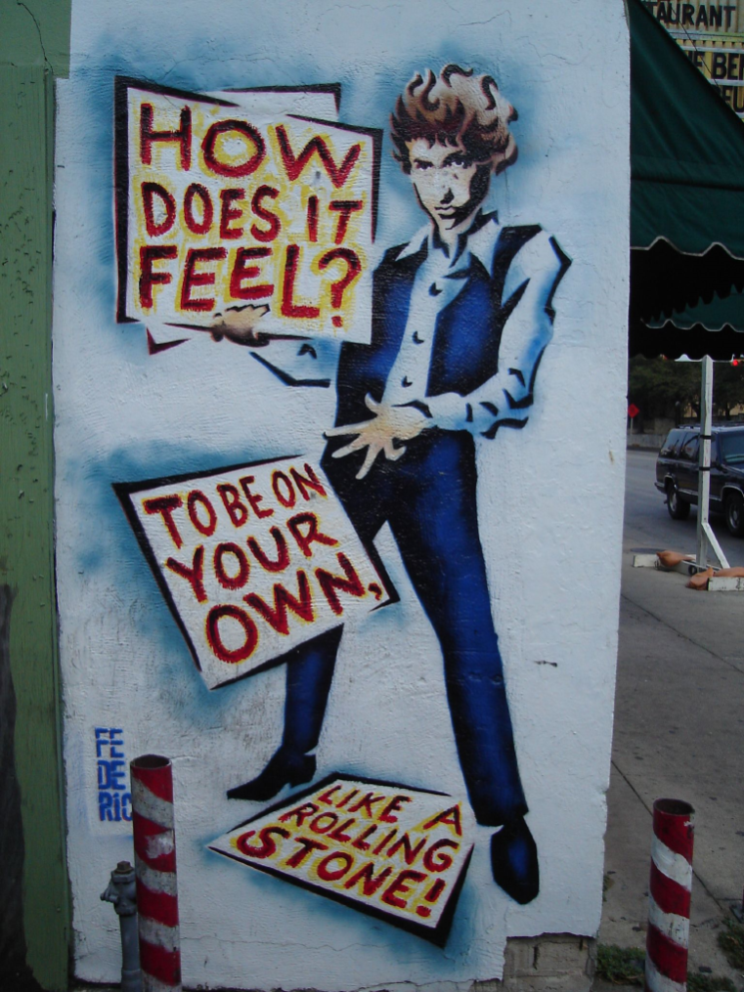 HOW
DOES IT
FEEL?
TO BE ON
YOUR
OWN,
LIKE A
ROLLING
STONE!
FE
DE
RIC